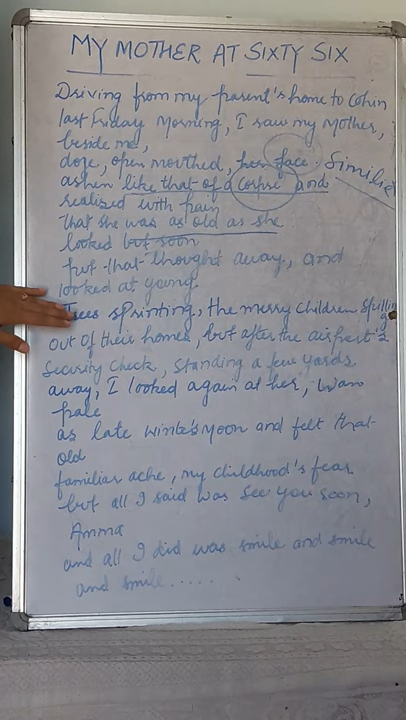 MY MOTHER AT SIXTY SIX
Driving from my parent's home to Cohin
last Friday Morning, I saw my Mother,
beside me,
doze, open mouthed, her face. Similie
ashen like that of a corpse and
realized with pain
that she was as old as she
looked but soon
put that thought away, and
looked at young.
Trees sprinting, the merry children spilling
out of their homes, but after the airport's
security check, standing a few yards
away, I looked again at her, wan
pale
as late winter's moon and felt that
old
familiar ache, my childhood's fear.
but all I said was see you soon,
Amma
and all I did was smile and smile
and smile.....